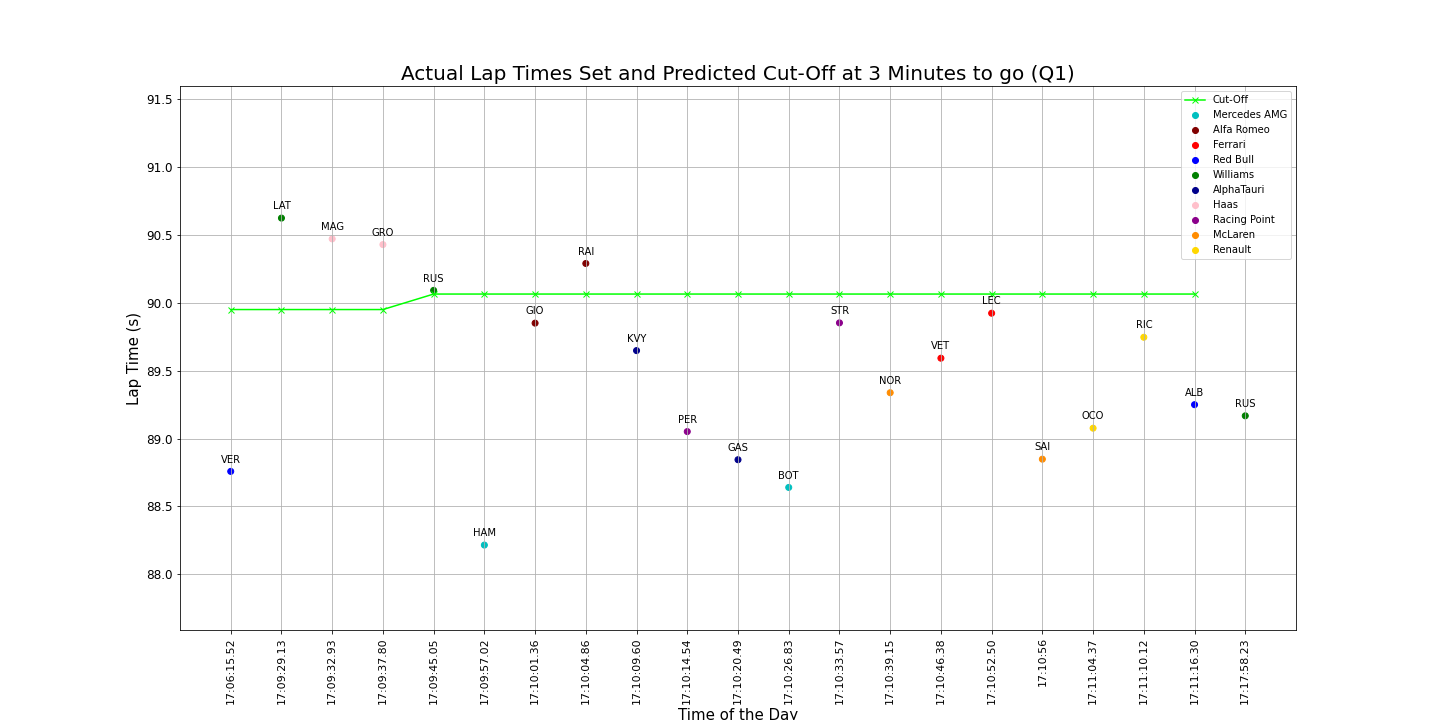 Actual Lap Times Set and Predicted Cut-Off at 3 Minutes to go (Q1)
Lap Time (s)
91.5
91.0
90.5
90.0
89.5
89.0
88.5
88.0
Cut-Off
Mercedes AMG
Alfa Romeo
Ferrari
Red Bull
Williams
AlphaTauri
Haas
Racing Point
McLaren
Renault
VER
LAT
MAG
GRO
RUS
HAM
GIO
RAI
KVY
PER
GAS
BOT
STR
NOR
VET
LEC
SAI
OCO
RIC
ALB
RUS
17:06:15.52
17:09:29.13
17:09:32.93
17:09:37.80
17:09:45.05
17:09:57.02
17:10:01.36
17:10:04.86
17:10:09.60
17:10:14.54
17:10:20.49
17:10:26.83
17:10:33.57
17:10:39.15
17:10:46.38
17:10:52.50
17:10:56
17:11:04.37
17:11:10.12
17:11:16.30
17:17:58.23
Time of the Day